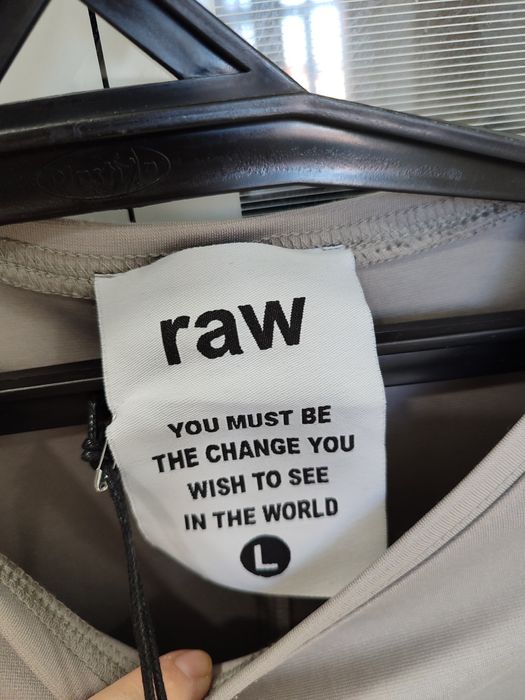 raw
YOU MUST BE
THE CHANGE YOU
WISH TO SEE
IN THE WORLD
L